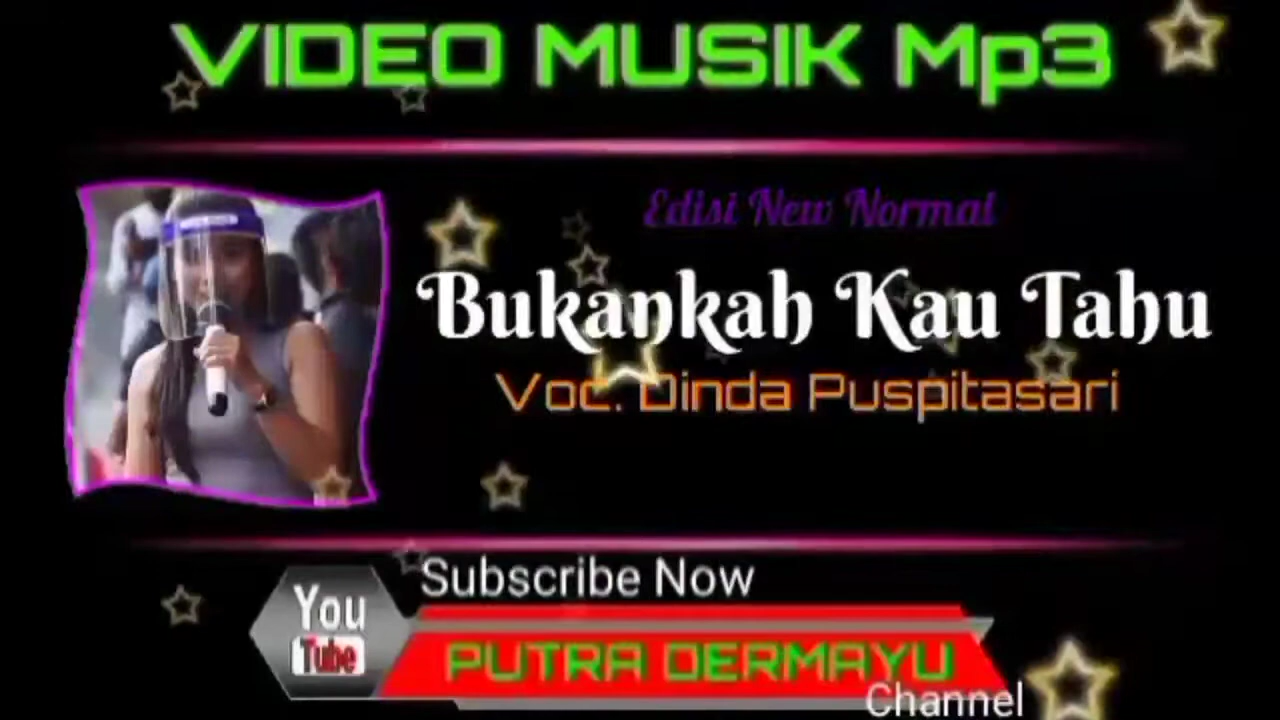 VIDEO MUSIK Mp3
Edisi New Normal
Bukankah Kau Tahu
Voc. Dinda Puspitasari
Subscribe Now
You
Tube
PUTRA DERMAYU
Channel